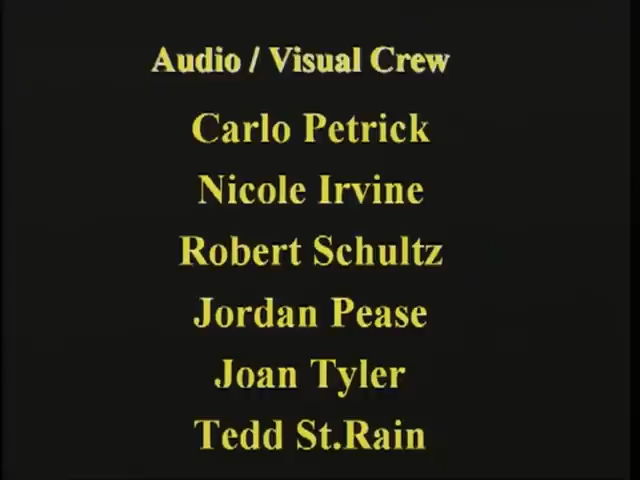 Audio / Visual Crew
Carlo Petrick
Nicole Irvine
Robert Schultz
Jordan Pease
Joan Tyler
Tedd St.Rain